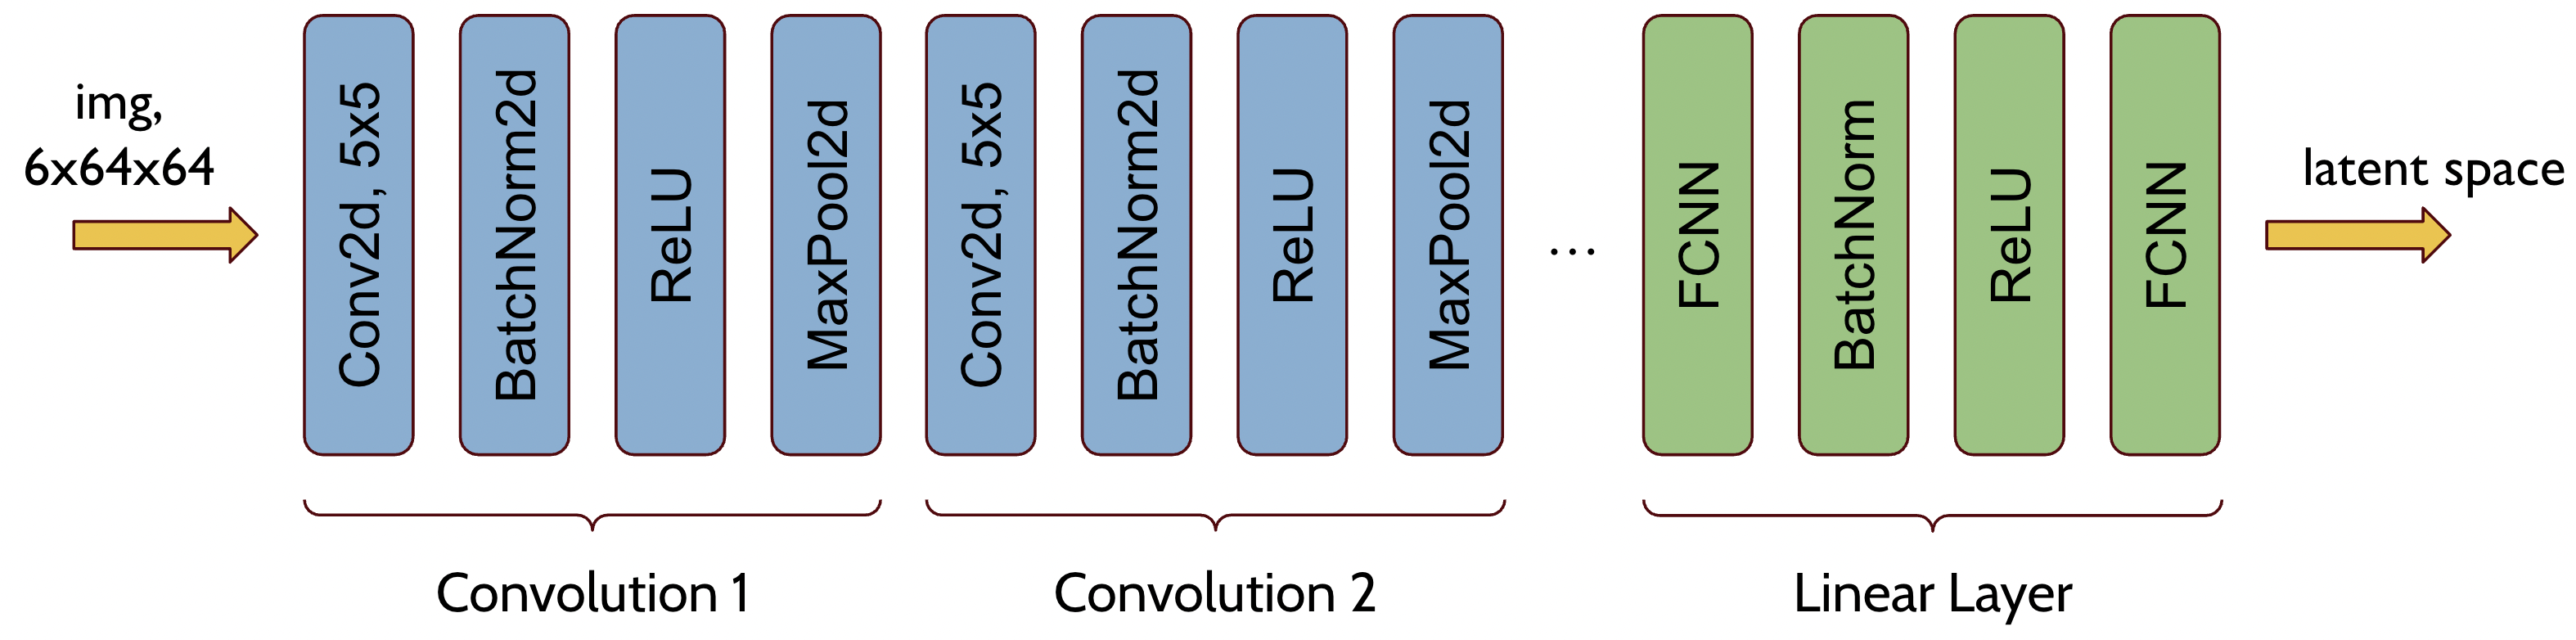 img,
6x64x64
Conv2d, 5x5
BatchNorm2d
ReLU
MaxPool2d
Conv2d, 5x5
BatchNorm2d
ReLU
MaxPool2d
...
FCNN
BatchNorm
ReLU
FCNN
latent space
Convolution 1
Convolution 2
Linear Layer